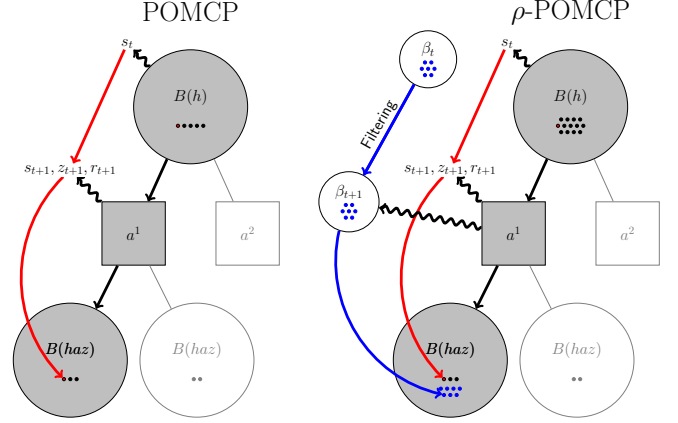 POMCP
s_t
B(h)
s_{t+1}, z_{t+1}, r_{t+1}
a^1
a^2
B(haz)
B(haz)
ρ-POMCP
β_t
s_t
B(h)
Filtering
s_{t+1}, z_{t+1}, r_{t+1}
β_{t+1}
a^1
a^2
B(haz)
B(haz)